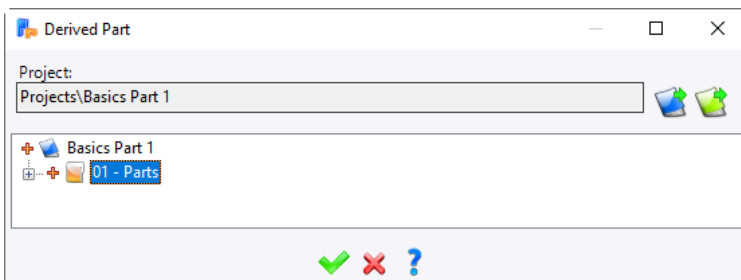 Derived Part
Project:
Projects\Basics Part 1
Basics Part 1
01 - Parts